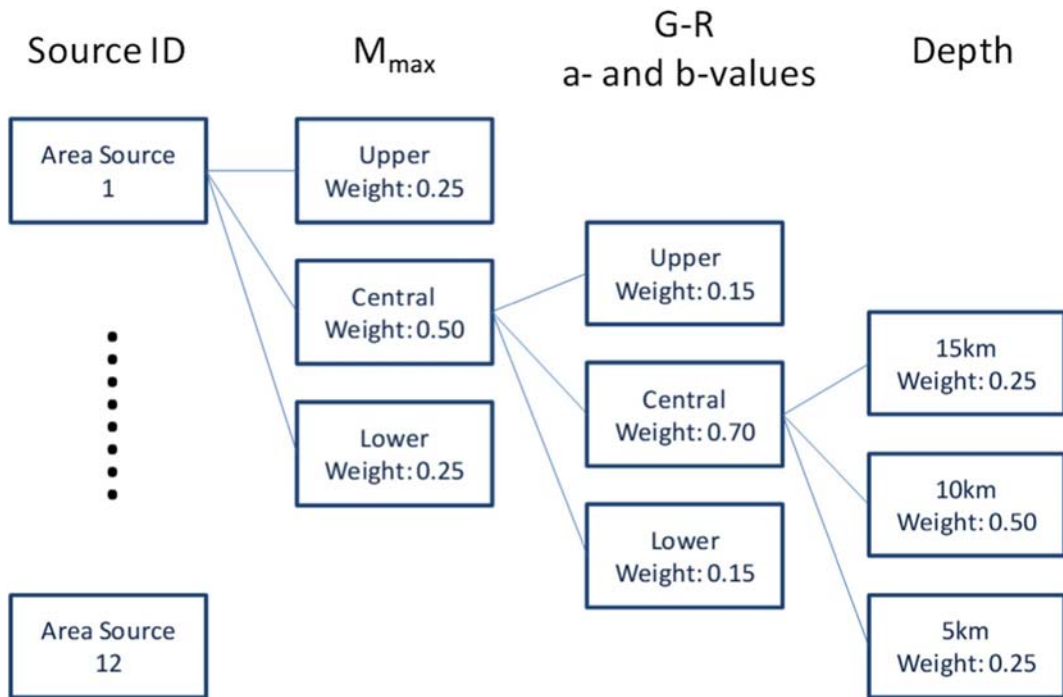 Source ID
Mmax
G-R
a- and b-values
Depth
Area Source
1
Upper
Weight: 0.25
Central
Weight: 0.50
Lower
Weight: 0.25
Upper
Weight: 0.15
Central
Weight: 0.70
Lower
Weight: 0.15
15km
Weight: 0.25
10km
Weight: 0.50
5km
Weight: 0.25
Area Source
12